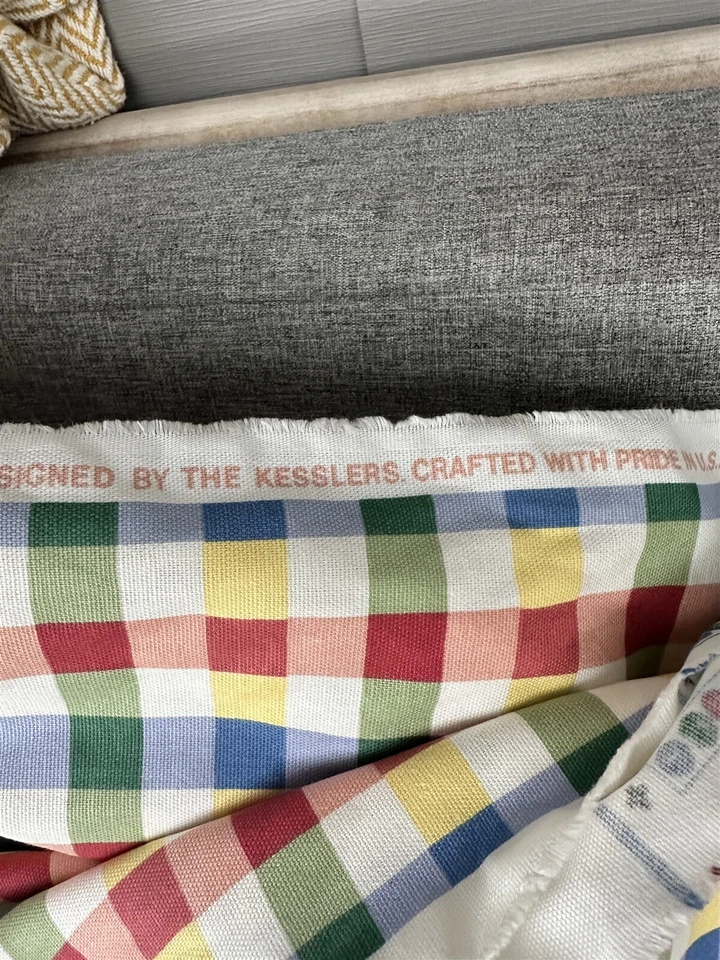 SIGNED BY THE KESSLERS. CRAFTED WITH PRIDE IN U.S.